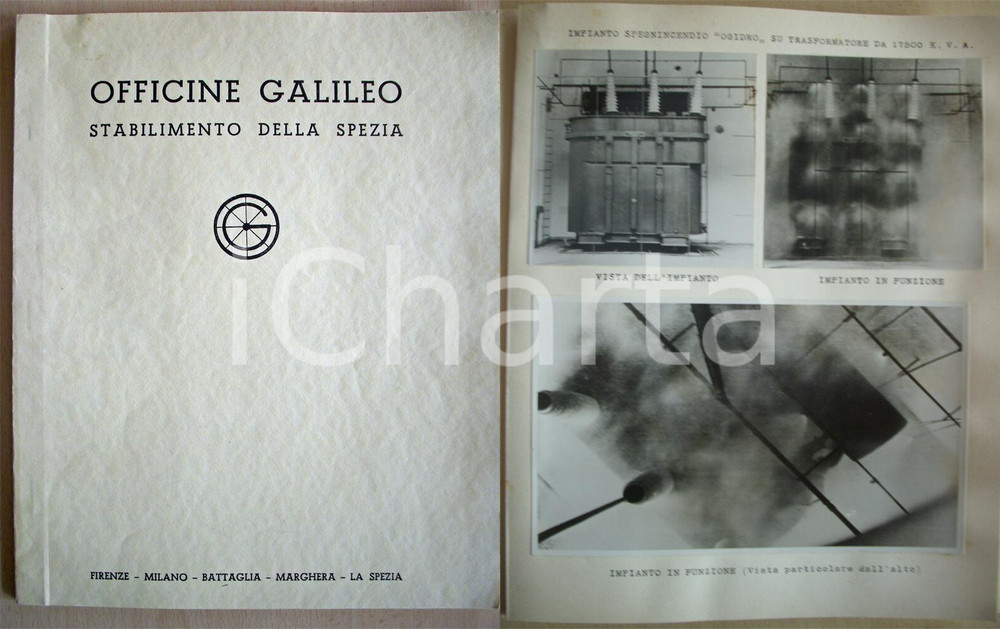 OFFICINE GALILEO
STABILIMENTO DELLA SPEZIA
G
FIRENZE - MILANO - BATTAGLIA - MARGHERA - LA SPEZIA
IMPIANTO SPEGNINCENDIO "OGIDRO" SU TRASFORMATORE DA 17500 K.V.A.
VISTA DELL'IMPIANTO
IMPIANTO IN FUNZIONE
IMPIANTO IN FUNZIONE (Vista particolare dall'alto)
iCharta